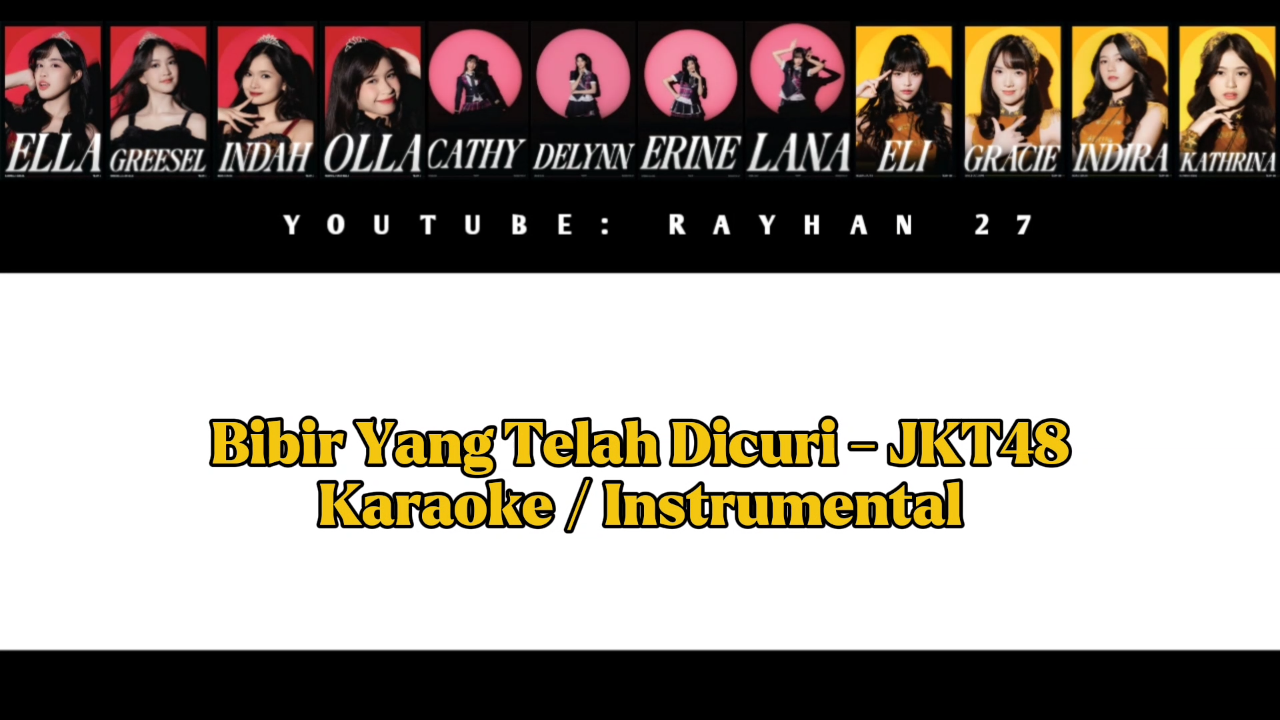 ELLA GREESEL INDAH OLLA CATHY DELYNN ERINE LANA ELI GRACIE INDIRA KATHRINA
YOUTUBE: RAYHAN 27
Bibir Yang Telah Dicuri - JKT48
Karaoke / Instrumental